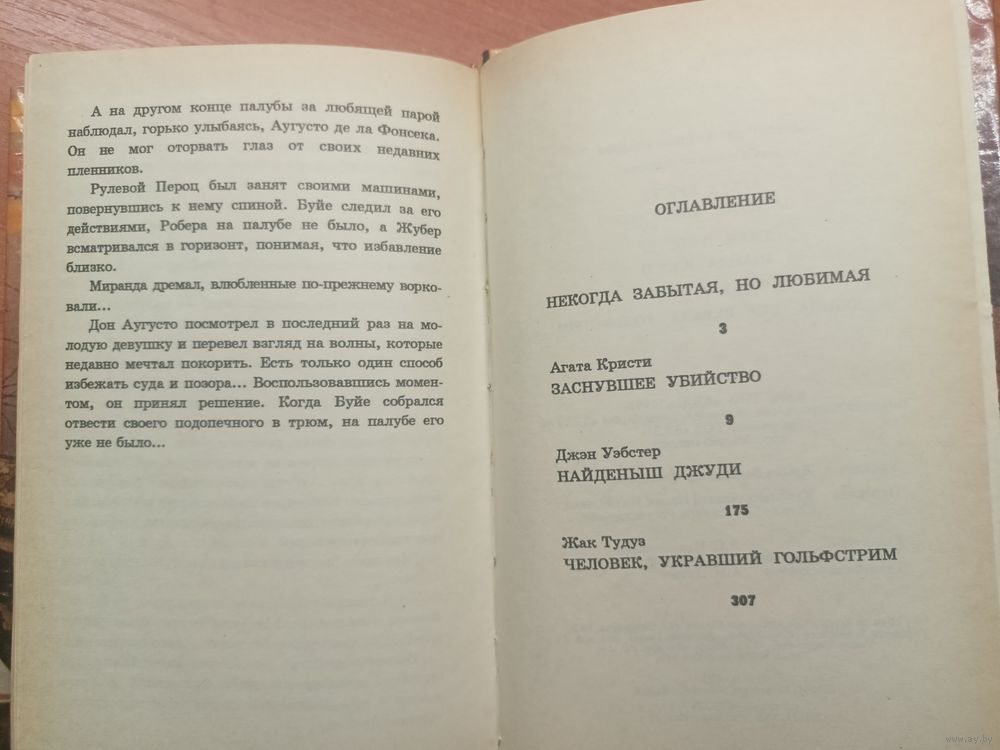 А на другом конце палубы за любящей парой
наблюдал, горько улыбаясь, Аугусто де ла Фонсека.
Он не мог оторвать глаз от своих недавних
пленников.
Рулевой Пероц был занят своими машинами,
повернувшись к нему спиной. Буйе следил за его
действиями, Робера на палубе не было, а Жубер
всматривался в горизонт, понимая, что избавление
близко.
Миранда дремал, влюбленные по-прежнему ворко-
вали...
Дон Аугусто посмотрел в последний раз на мо-
лодую девушку и перевел взгляд на волны, которые
недавно мечтал покорить. Есть только один способ
избежать суда и позора... Воспользовавшись момен-
том, он принял решение. Когда Буйе собрался
отвести своего подопечного в трюм, на палубе его
уже не было...
ОГЛАВЛЕНИЕ
НЕКОГДА ЗАБЫТАЯ, НО ЛЮБИМАЯ
3
Агата Кристи
ЗАСНУВШЕЕ УБИЙСТВО
9
Джэн Уэбстер
НАЙДЕНЫШ ДЖУДИ
175
Жак Тудуз
ЧЕЛОВЕК, УКРАВШИЙ ГОЛЬФСТРИМ
307
www.ay.by